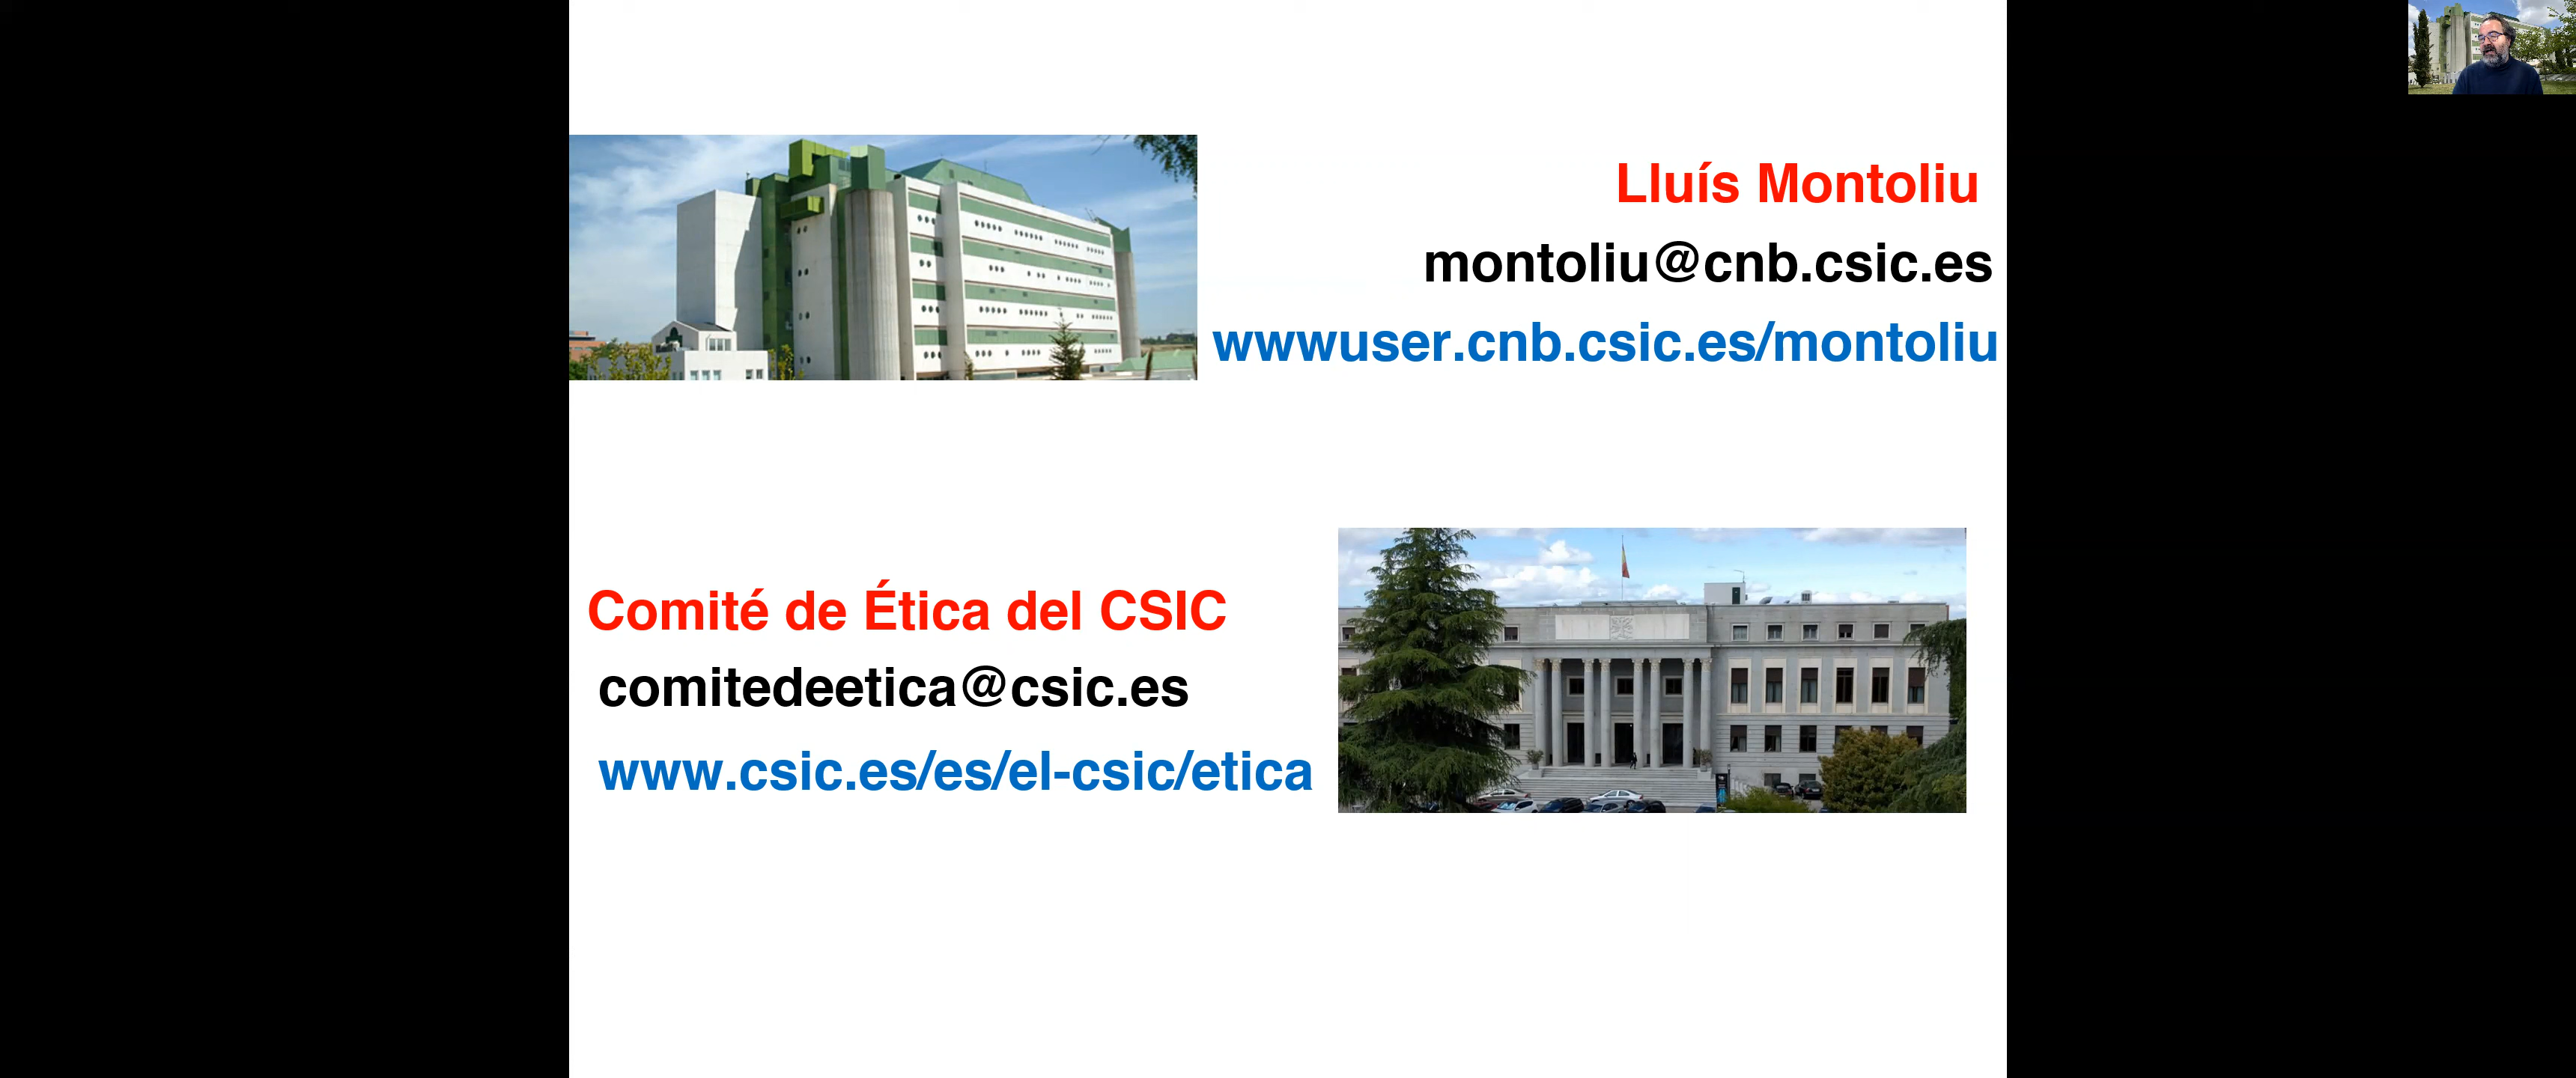 Lluís Montoliu
montoliu@cnb.csic.es
wwwuser.cnb.csic.es/montoliu
Comité de Ética del CSIC
comitedeetica@csic.es
www.csic.es/es/el-csic/etica